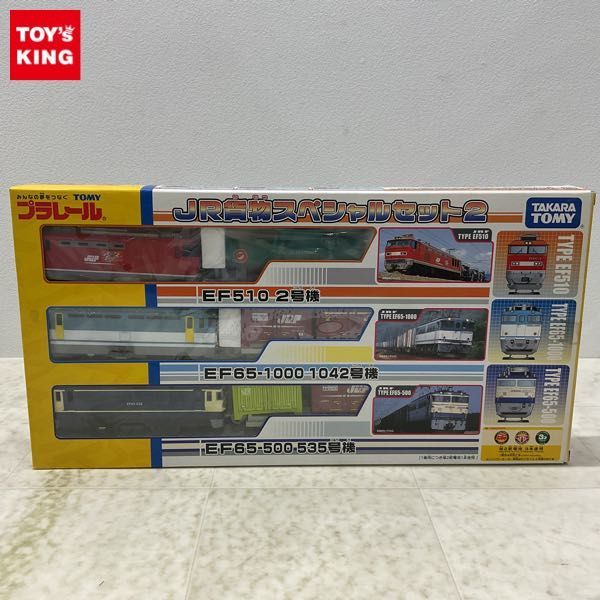 TOY's
KING
みんなの夢をつなぐ TOMY
プラレール
JR貨物スペシャルセット2
TAKARA
TOMY
EF510 2号機
JRF
TYPE EF510
TYPE EF510
EF65-1000 1042号機
JRF
TYPE EF65-1000
TYPE EF65-1000
EF65-500 535号機
JRF
TYPE EF65-500
TYPE EF65-500